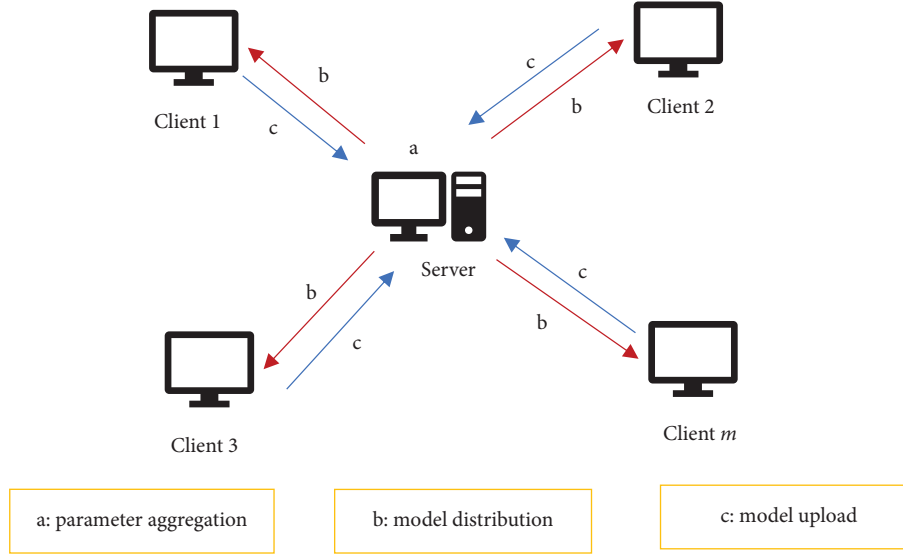 b
c
Client 1
c
b
Client 2
a
Server
b
c
Client 3
c
b
Client m
a: parameter aggregation
b: model distribution
c: model upload